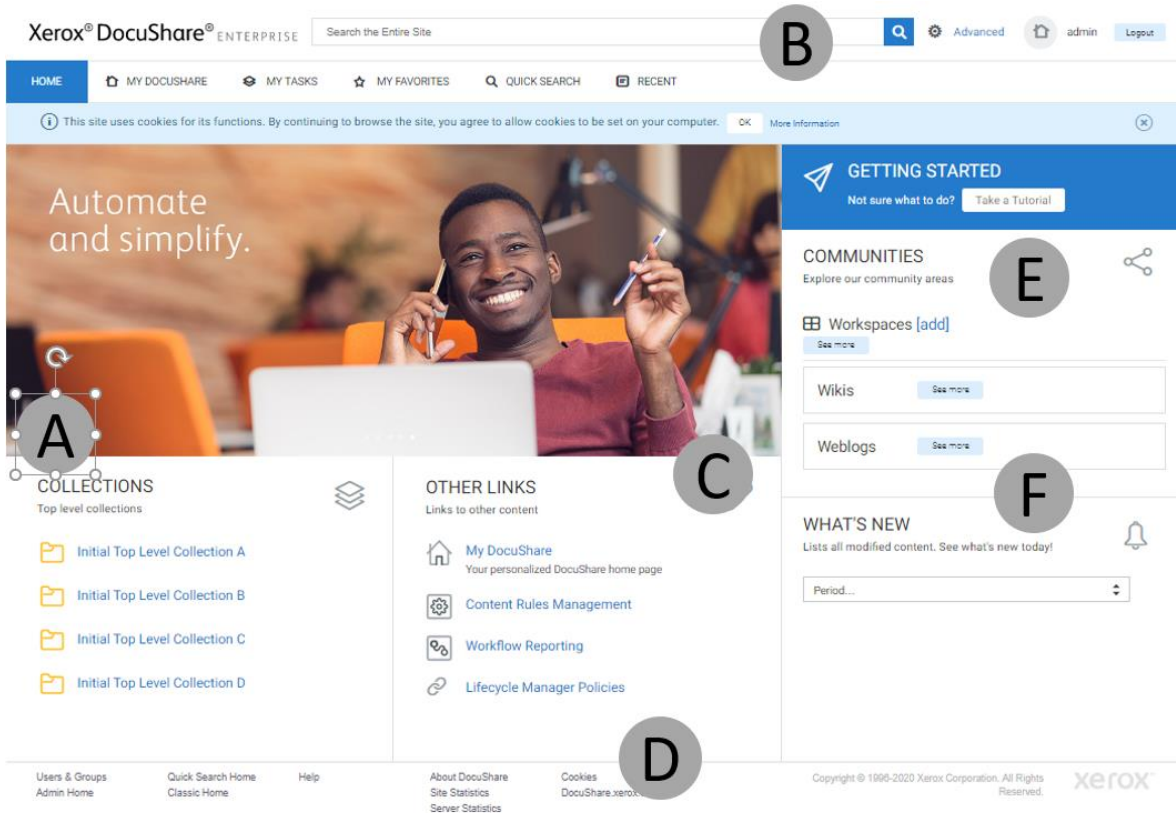 Xerox® DocuShare® ENTERPRISE
Search the Entire Site
B
Advanced
admin
Logout
HOME
MY DOCUSHARE
MY TASKS
MY FAVORITES
QUICK SEARCH
RECENT
This site uses cookies for its functions. By continuing to browse the site, you agree to allow cookies to be set on your computer.
OK
More Information
Automate
and simplify.
GETTING STARTED
Not sure what to do?
Take a Tutorial
COMMUNITIES
Explore our community areas
E
Workspaces [add]
See more
Wikis
See more
Weblogs
See more
A
COLLECTIONS
Top level collections
Initial Top Level Collection A
Initial Top Level Collection B
Initial Top Level Collection C
Initial Top Level Collection D
C
OTHER LINKS
Links to other content
My DocuShare
Your personalized DocuShare home page
Content Rules Management
Workflow Reporting
Lifecycle Manager Policies
F
WHAT'S NEW
Lists all modified content. See what's new today!
Period...
D
Users & Groups
Admin Home
Quick Search Home
Classic Home
Help
About DocuShare
Site Statistics
Server Statistics
Cookies
DocuShare.xerox.
Copyright © 1996-2020 Xerox Corporation. All Rights
Reserved.
xerox™